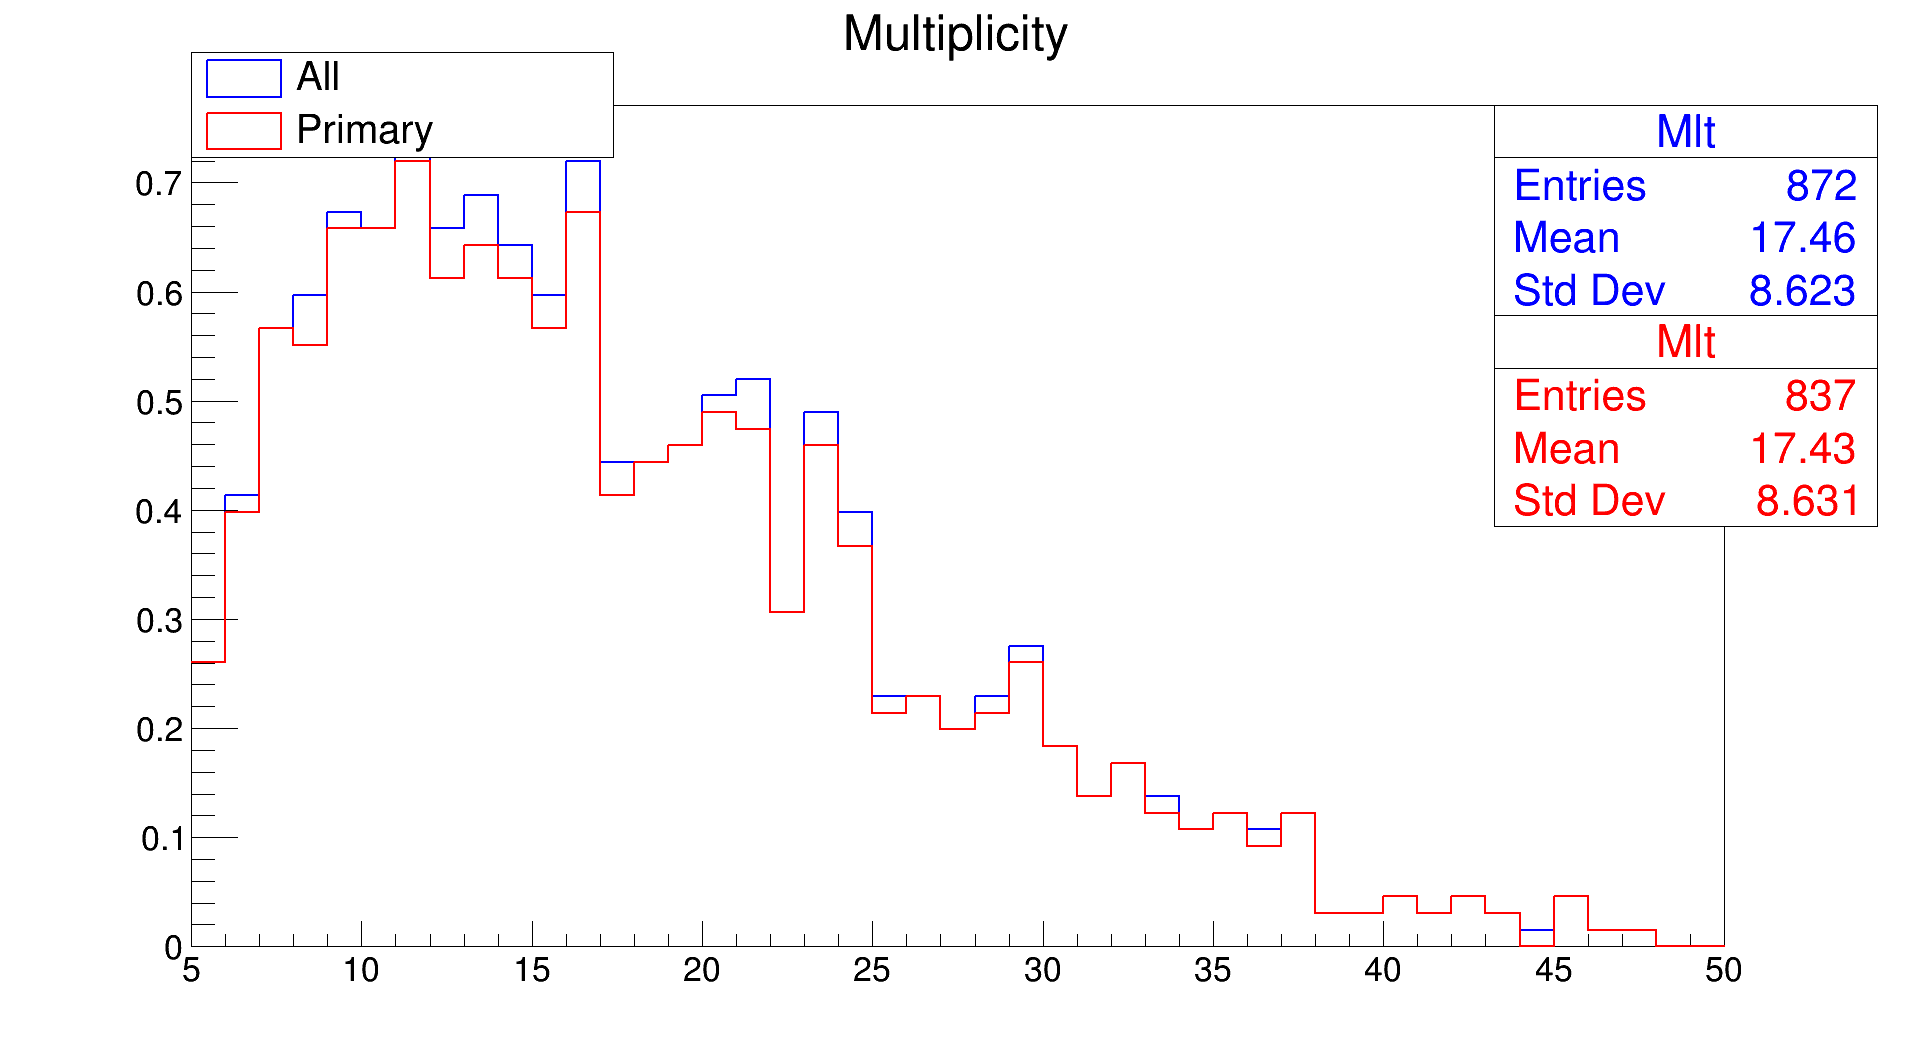 Multiplicity
All
Primary
Mlt
Entries 872
Mean 17.46
Std Dev 8.623
Mlt
Entries 837
Mean 17.43
Std Dev 8.631
0.7
0.6
0.5
0.4
0.3
0.2
0.1
0
5 10 15 20 25 30 35 40 45 50